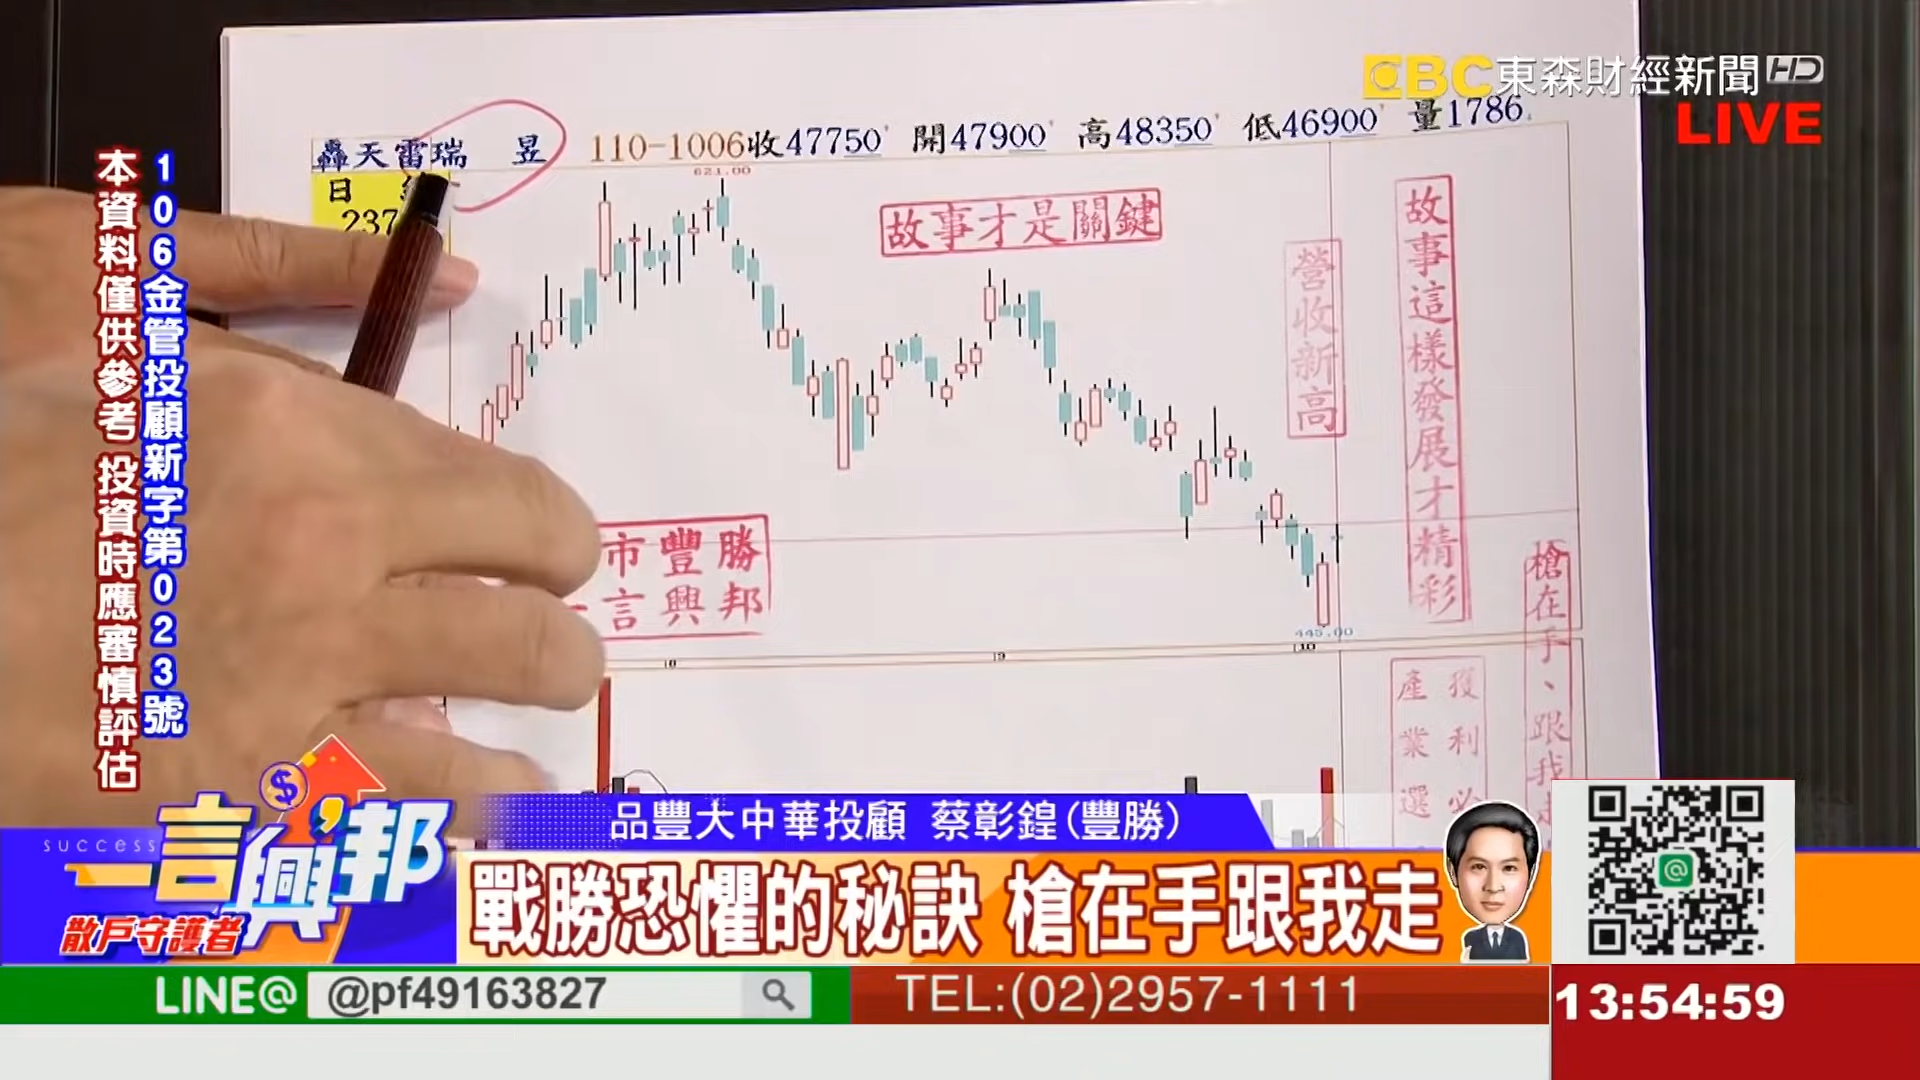 EBC東森財經新聞HD
LIVE
轟天雷瑞 昱 110-1006收47750 開47900 高48350 低46900 量1786
日
237
621.00
故事才是關鍵
營收新高
故事這樣發展才精彩
槍在手、跟我走
市豐勝
一言興邦
445.00
8
9
10
獲利必
產業選
106金管投顧新字第023號
本資料僅供參考 投資時應審慎評估
success
一言興邦
散戶守護者
品豐大中華投顧 蔡彰鍠(豐勝)
戰勝恐懼的秘訣 槍在手跟我走
LINE@ @pf49163827
TEL:(02)2957-1111
13:54:59